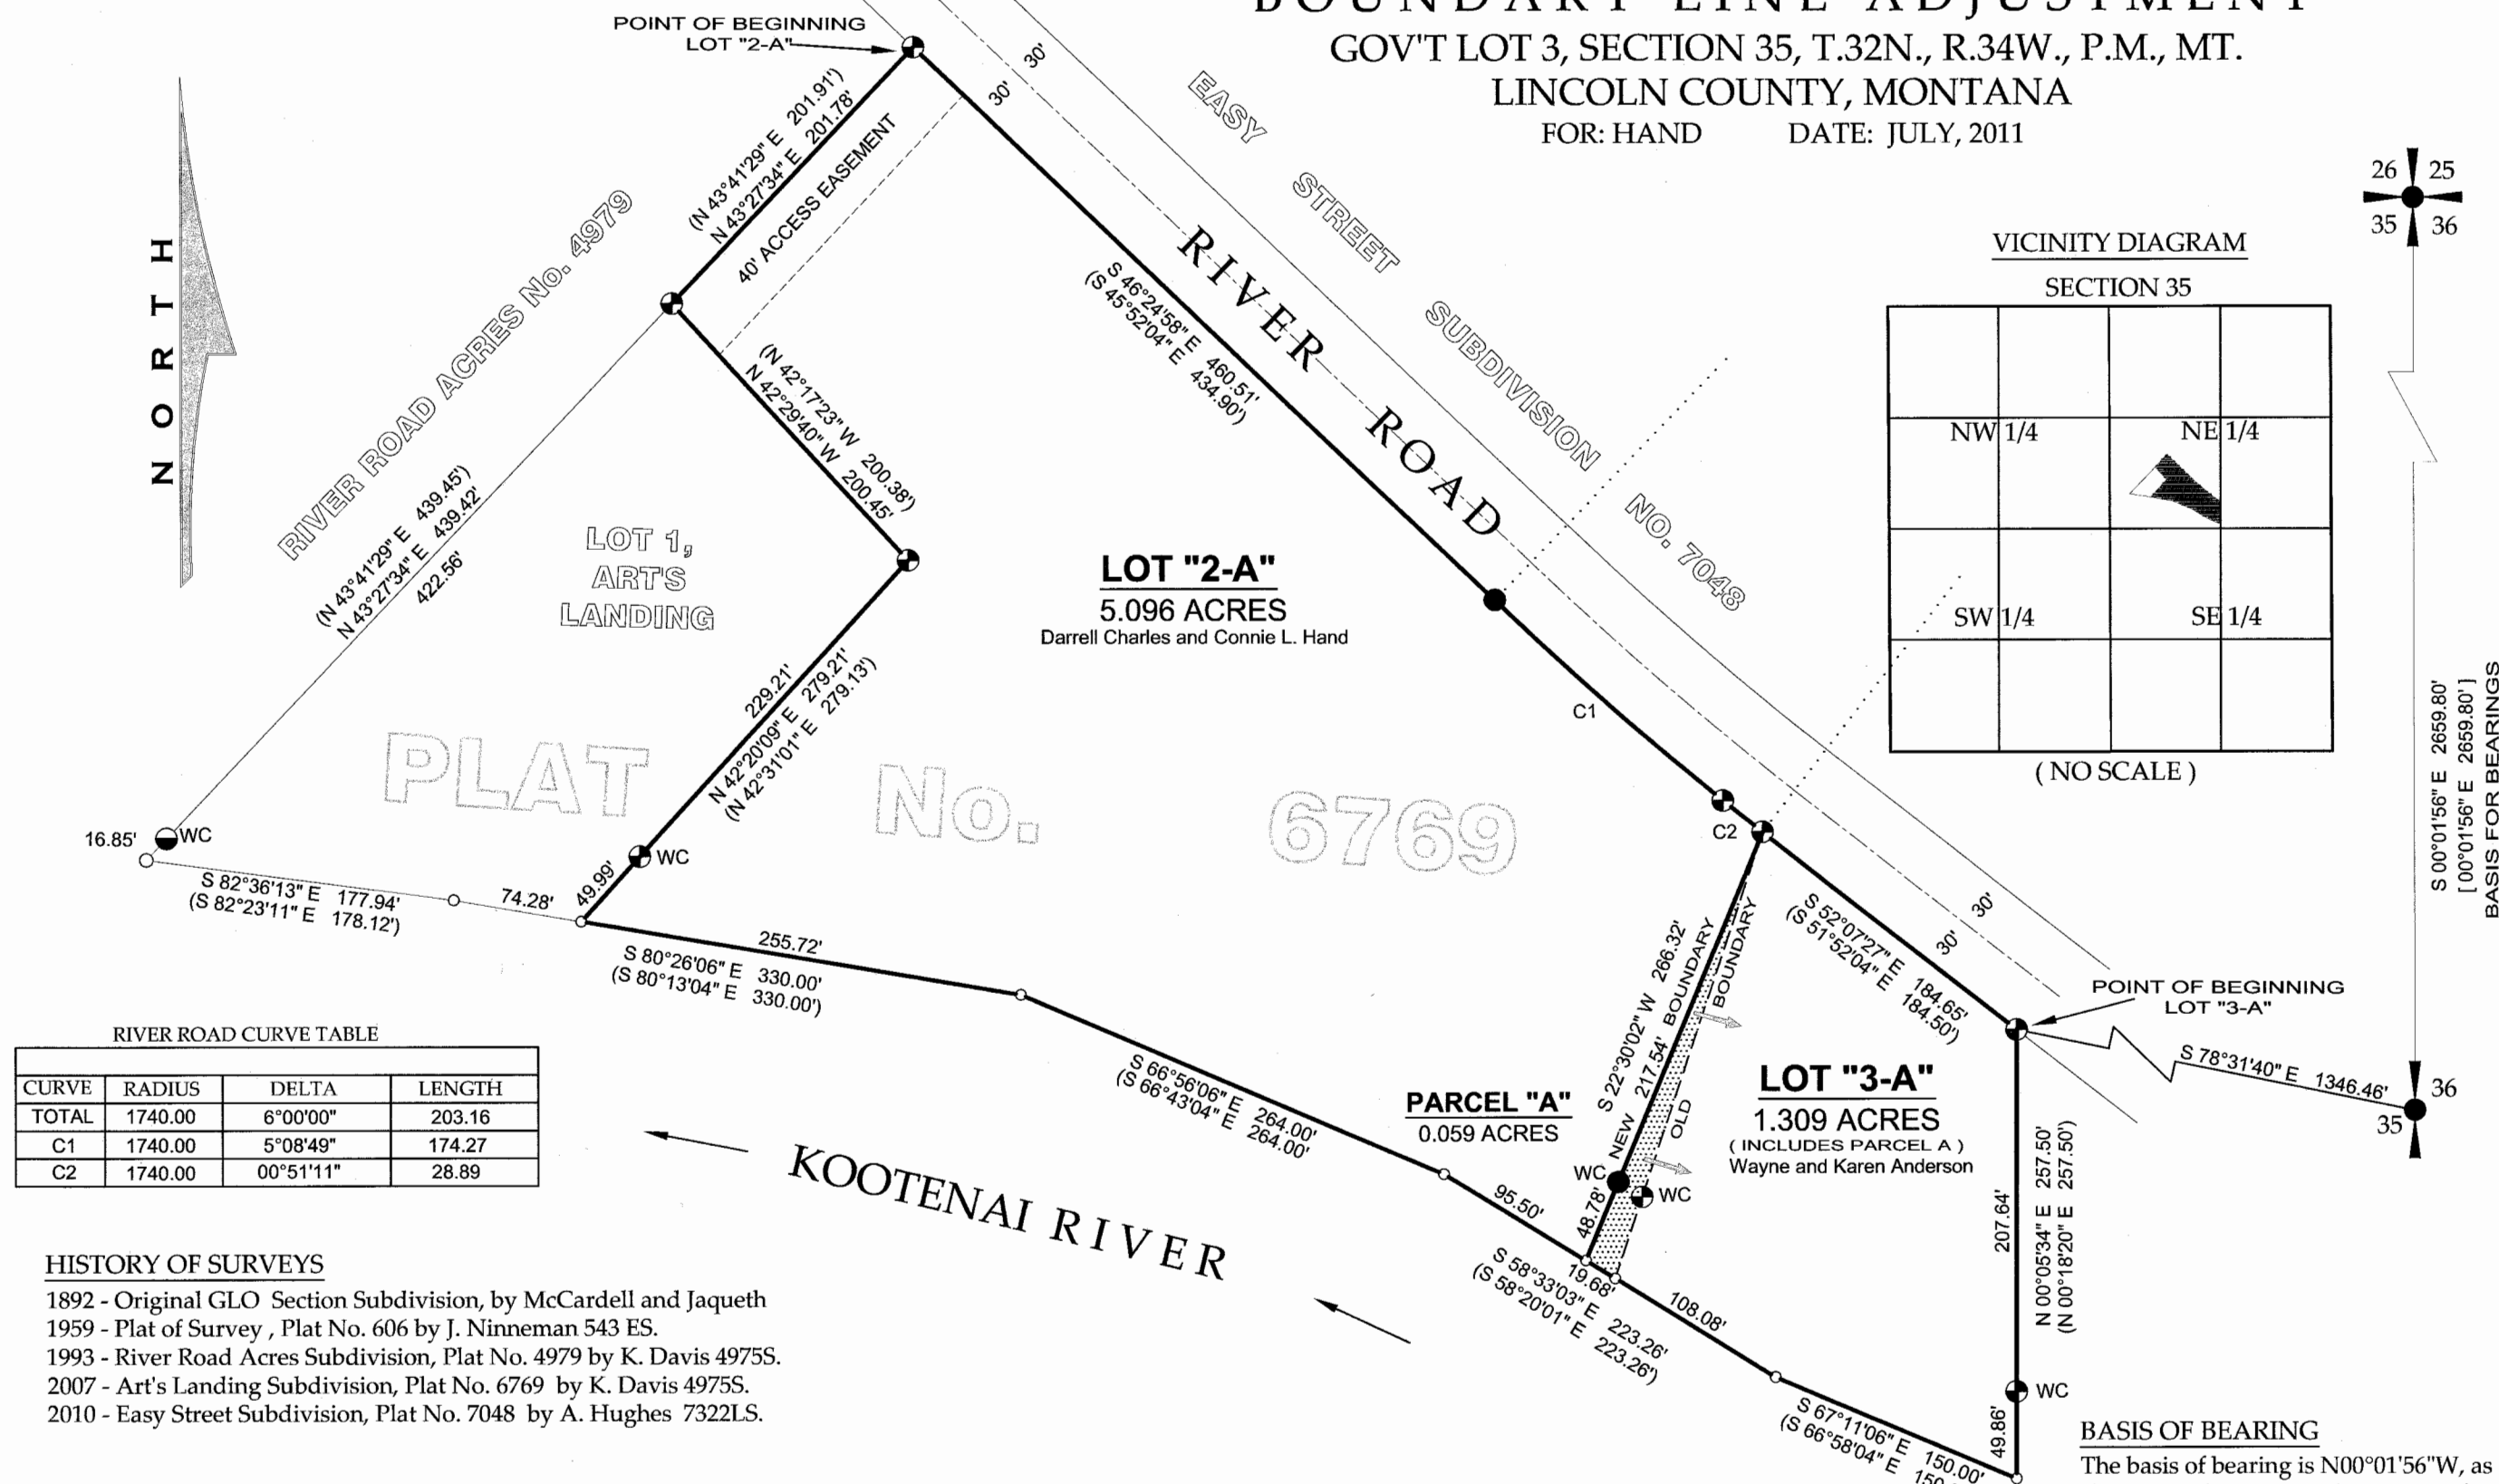 BOUNDARY LINE ADJUSTMENT
GOV'T LOT 3, SECTION 35, T.32N., R.34W., P.M., MT.
LINCOLN COUNTY, MONTANA
FOR: HAND DATE: JULY, 2011
POINT OF BEGINNING
LOT "2-A"
NORTH
RIVER ROAD ACRES No. 4979
(N 43°41'29" E 201.91')
N 43°27'34" E 201.78'
40' ACCESS EASEMENT
30'
30'
EASY STREET SUBDIVISION NO. 7048
RIVER ROAD
S 46°24'58" E 460.51'
(S 45°52'04" E 434.90')
(N 42°17'23" W 200.38')
N 42°29'40" W 200.45'
(N 43°41'29" E 439.45')
N 43°27'34" E 439.42'
422.56'
LOT 1,
ART'S
LANDING
LOT "2-A"
5.096 ACRES
Darrell Charles and Connie L. Hand
229.21'
N 42°20'09" E 279.21'
(N 42°31'01" E 279.13')
PLAT No. 6769
C1
C2
16.85'
WC
WC
49.99'
S 82°36'13" E 177.94'
(S 82°23'11" E 178.12')
74.28'
255.72'
S 80°26'06" E 330.00'
(S 80°13'04" E 330.00')
S 66°56'06" E 264.00'
(S 66°43'04" E 264.00')
S 22°30'02" W 266.32'
NEW 217.54' BOUNDARY
OLD BOUNDARY
S 52°07'27" E 184.65'
(S 51°52'04" E 184.50')
30'
30'
POINT OF BEGINNING
LOT "3-A"
S 78°31'40" E 1346.46'
PARCEL "A"
0.059 ACRES
LOT "3-A"
1.309 ACRES
( INCLUDES PARCEL A )
Wayne and Karen Anderson
WC
WC
48.78'
95.50'
19.68'
108.08'
S 58°33'03" E 223.26'
(S 58°20'01" E 223.26')
207.64'
N 00°05'34" E 257.50'
(N 00°18'20" E 257.50')
WC
49.86'
S 67°11'06" E 150.00'
(S 66°58'04" E
KOOTENAI RIVER
26 25
35 36
VICINITY DIAGRAM
SECTION 35
NW 1/4 NE 1/4
SW 1/4 SE 1/4
( NO SCALE )
S 00°01'56" E 2659.80'
[ 00°01'56" E 2659.80' ]
BASIS FOR BEARINGS
36
35
RIVER ROAD CURVE TABLE
CURVE RADIUS DELTA LENGTH
TOTAL 1740.00 6°00'00" 203.16
C1 1740.00 5°08'49" 174.27
C2 1740.00 00°51'11" 28.89
HISTORY OF SURVEYS
1892 - Original GLO Section Subdivision, by McCardell and Jaqueth
1959 - Plat of Survey , Plat No. 606 by J. Ninneman 543 ES.
1993 - River Road Acres Subdivision, Plat No. 4979 by K. Davis 4975S.
2007 - Art's Landing Subdivision, Plat No. 6769 by K. Davis 4975S.
2010 - Easy Street Subdivision, Plat No. 7048 by A. Hughes 7322LS.
BASIS OF BEARING
The basis of bearing is N00°01'56"W, as